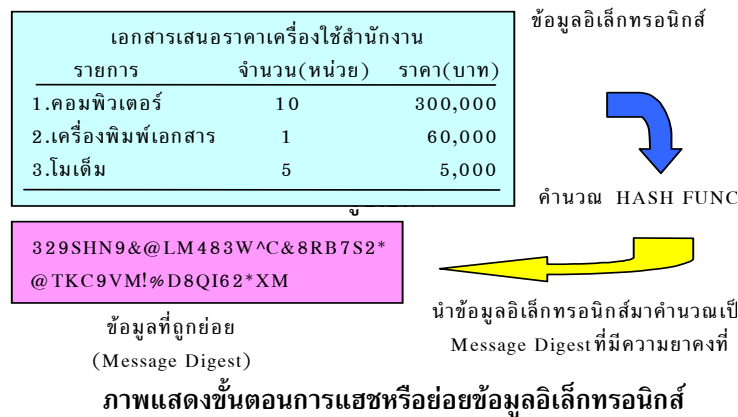 ข้อมูลอิเล็กทรอนิกส์
เอกสารเสนอราคาเครื่องใช้สำนักงาน
รายการ จำนวน(หน่วย) ราคา(บาท)
1.คอมพิวเตอร์ 10 300,000
2.เครื่องพิมพ์เอกสาร 1 60,000
3.โมเด็ม 5 5,000
คำนวณ HASH FUNC
329SHN9&@LM483W^C&8RB7S2*
@TKC9VM!%D8QI62*XM
นำข้อมูลอิเล็กทรอนิกส์มาคำนวณเป็
Message Digestที่มีความยาคงที่
ข้อมูลที่ถูกย่อย
(Message Digest)
ภาพแสดงขั้นตอนการแฮชหรือย่อยข้อมูลอิเล็กทรอนิกส์